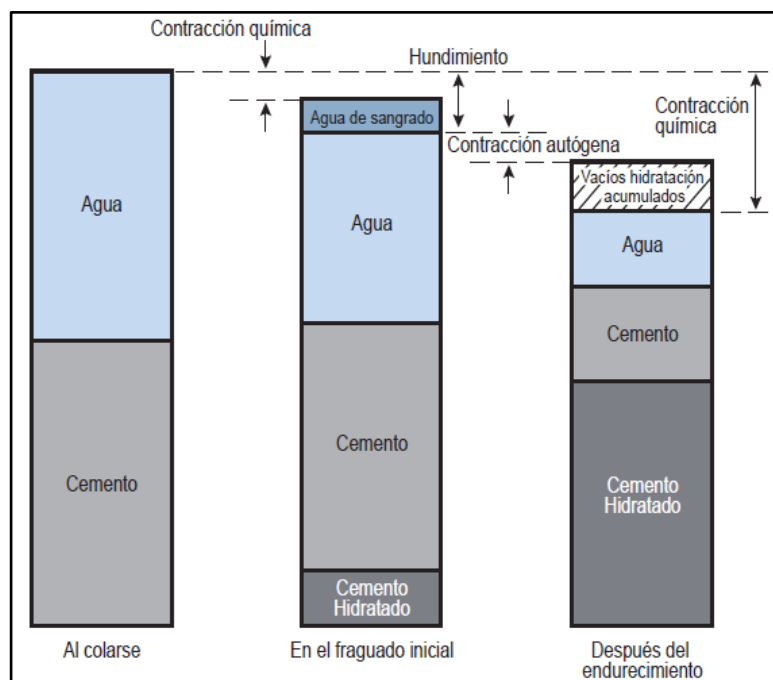 Contracción química
Hundimiento
Agua de sangrado
Contracción autógena
Contracción
química
Vacíos hidratación
acumulados
Agua
Agua
Agua
Cemento
Cemento
Cemento
Cemento
Hidratado
Cemento
Hidratado
Al colarse
En el fraguado inicial
Después del
endurecimiento